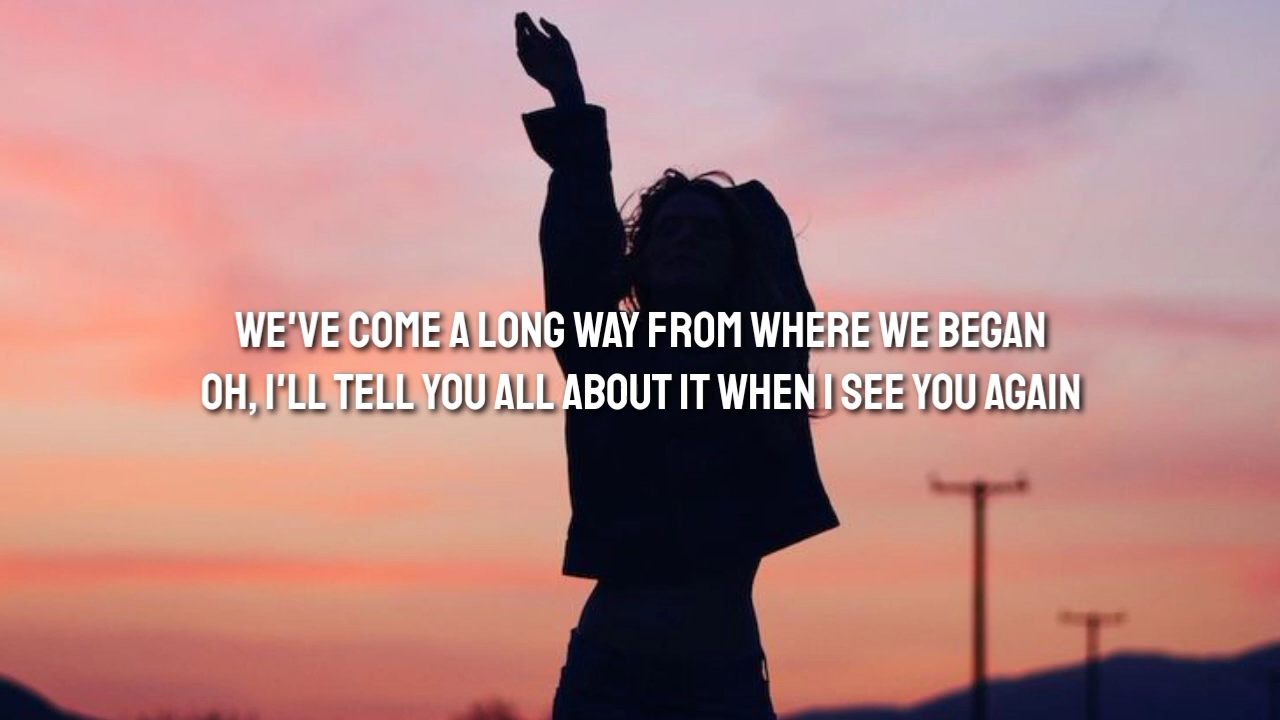 WE'VE COME A LONG WAY FROM WHERE WE BEGAN
OH, I'LL TELL YOU ALL ABOUT IT WHEN I SEE YOU AGAIN